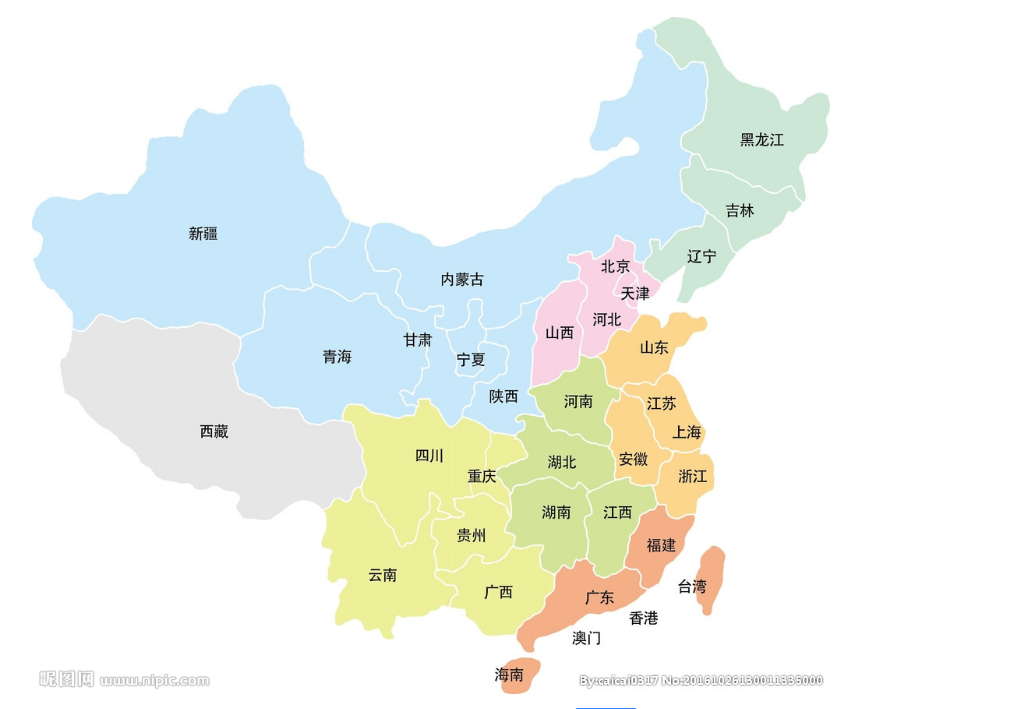 黑龙江
吉林
新疆
辽宁
北京
内蒙古
天津
河北
山西
甘肃
山东
青海
宁夏
陕西
河南
江苏
西藏
上海
四川
安徽
湖北
重庆
浙江
湖南
江西
贵州
福建
云南
台湾
广西
广东
香港
澳门
海南
昵图网 www.nipic.com
By:caicai0317 No:20161026130011335000